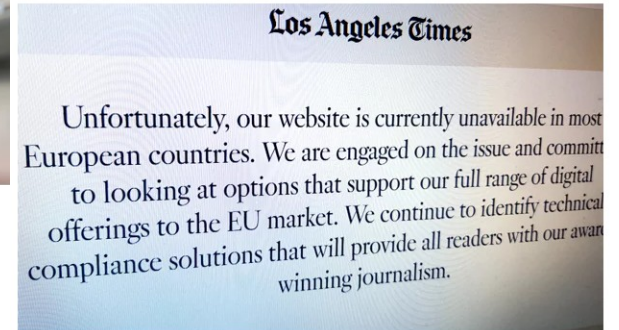 Los Angeles Times
Unfortunately, our website is currently unavailable in most
European countries. We are engaged on the issue and committ
to looking at options that support our full range of digital
offerings to the EU market. We continue to identify technical
compliance solutions that will provide all readers with our awar
winning journalism.